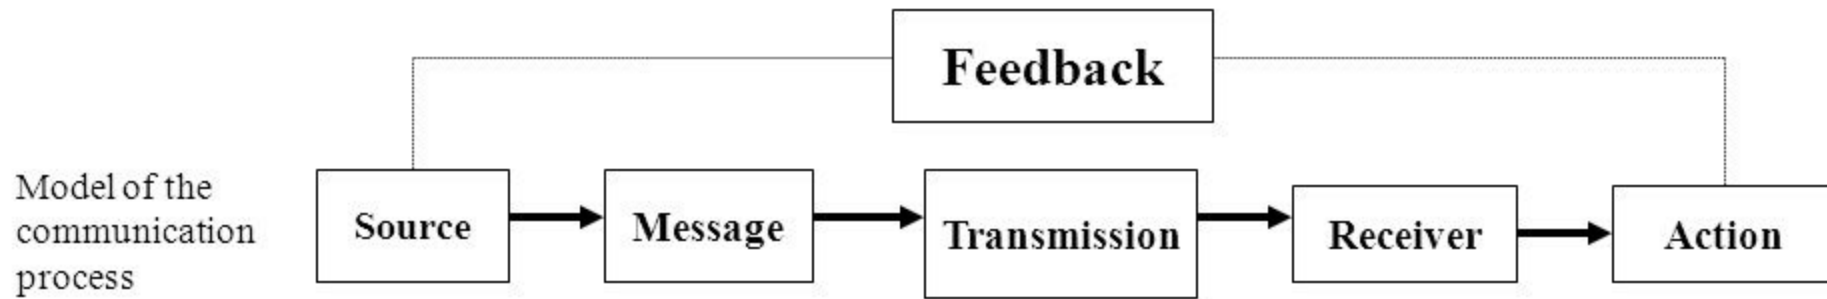 Feedback
Model of the
communication
process
Source
Message
Transmission
Receiver
Action